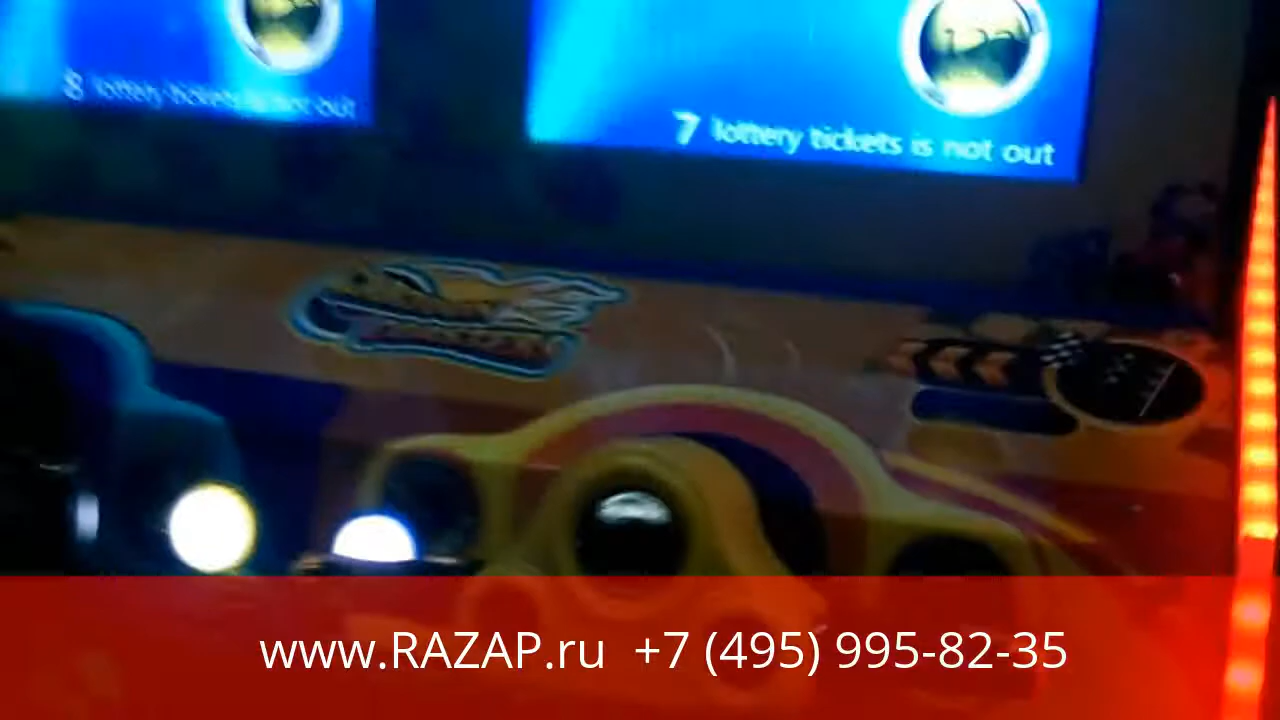 8 lottery tickets is not out
7 lottery tickets is not out
www.RAZAP.ru +7 (495) 995-82-35